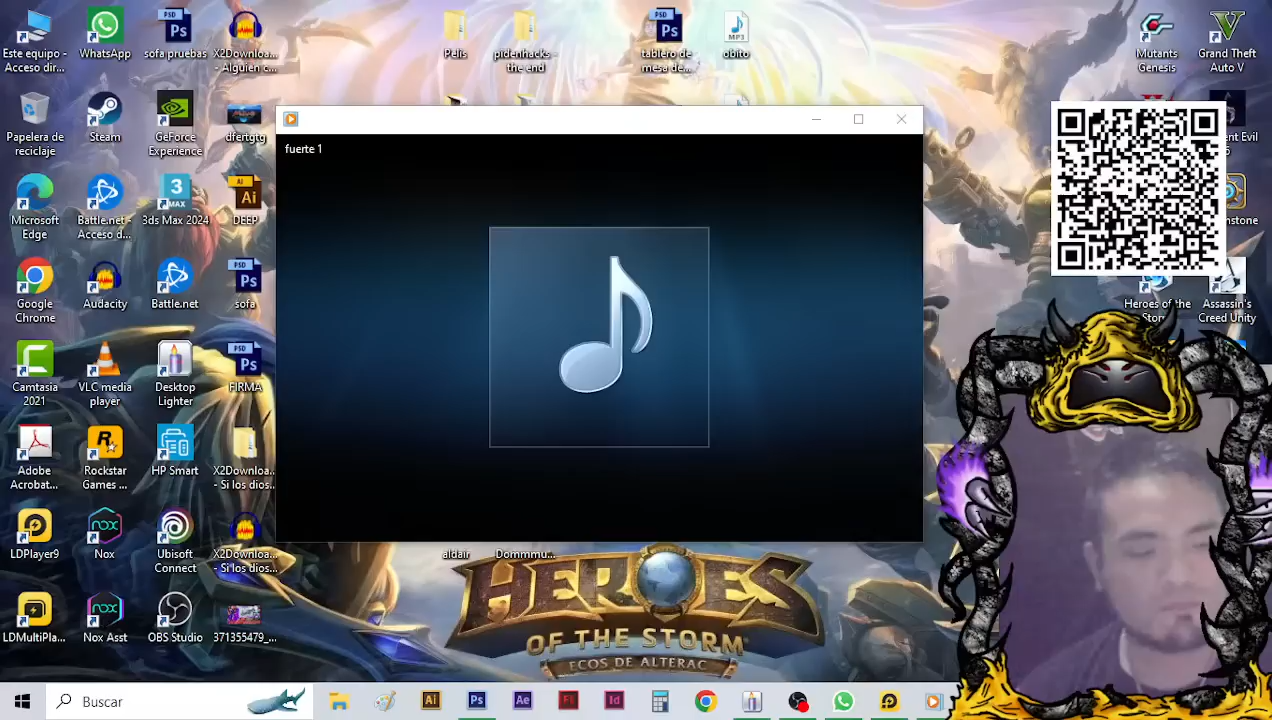 Este equipo -
Acceso dir...
WhatsApp
sofa pruebas
X2Downloa...
- Alguien c...
Pelis
pidenhacks -
the end
tablero de
mesa de...
obito
Mutants
Genesis
Grand Theft
Auto V
Papelera de
reciclaje
Steam
GeForce
Experience
dfertgtg
fuerte 1
Microsoft
Edge
Battle.net -
Acceso d...
3ds Max 2024
DEEP
Google
Chrome
Audacity
Battle.net
sofa
Heroes of the
Storm
Assassin's
Creed Unity
Camtasia
2021
VLC media
player
Desktop
Lighter
FIRMA
Adobe
Acrobat...
Rockstar
Games ...
HP Smart
X2Downloa...
- Si los dios...
LDPlayer9
Nox
Ubisoft
Connect
X2Downloa...
- Si los dios...
aldair
Dommmu...
LDMultiPla...
Nox Asst
OBS Studio
371355479_...
HEROES
OF THE STORM
ECOS DE ALTERAC
Buscar